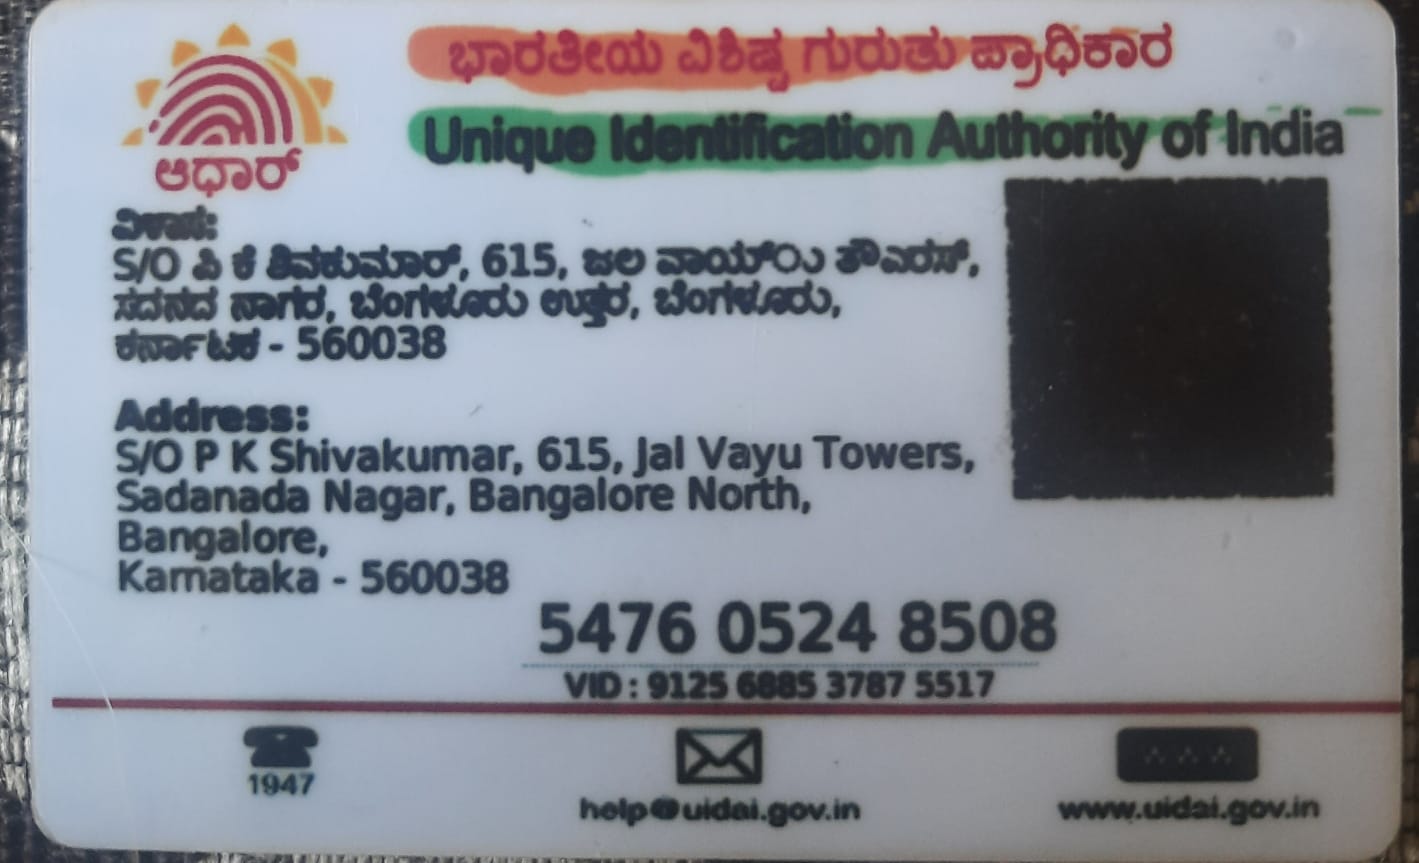 ಭಾರತೀಯ ವಿಶಿಷ್ಟ ಗುರುತು ಪ್ರಾಧಿಕಾರ
Unique Identification Authority of India
ಆಧಾರ್
ವಿಳಾಸ:
S/O ಪಿ ಕೆ ಶಿವಕುಮಾರ್, 615, ಜಲ ತೌಎರಸ್,
ಸದನದ ನಾಗರ, ಬೆಂಗಳೂರು ಉತ್ತರ, ಬೆಂಗಳೂರು,
ಕರ್ನಾಟಕ - 560038
Address:
S/O P K Shivakumar, 615, Jal Vayu Towers,
Sadanada Nagar, Bangalore North,
Bangalore,
Karnataka - 560038
5476 0524 8508
VID : 9125 6885 3787 5517
1947
help@uidai.gov.in
www.uidai.gov.in